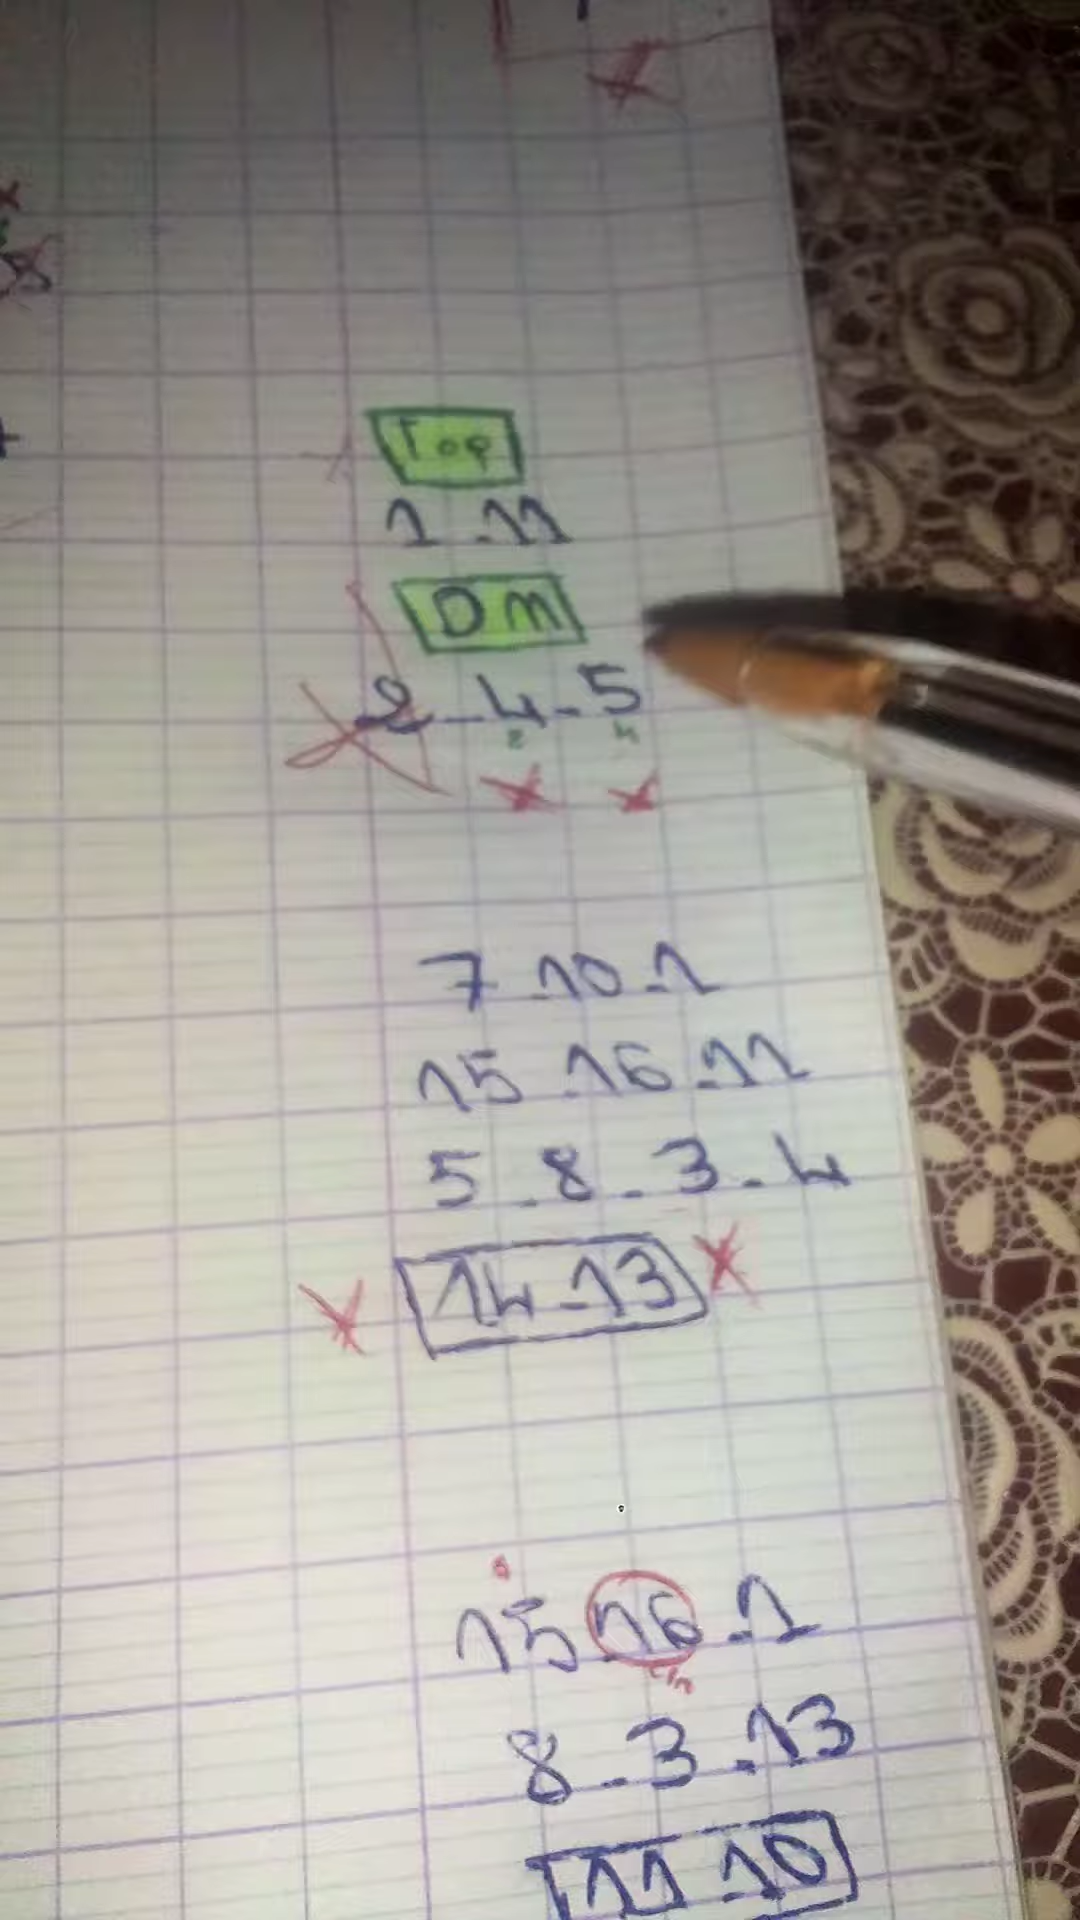 Top
1 - 11
DM
2 - 4 - 5
7 - 10 - 1
15 - 16 - 11
5 - 8 - 3 - 4
14 - 13
15 - 16 - 1
8 - 3 - 13
11 - 10